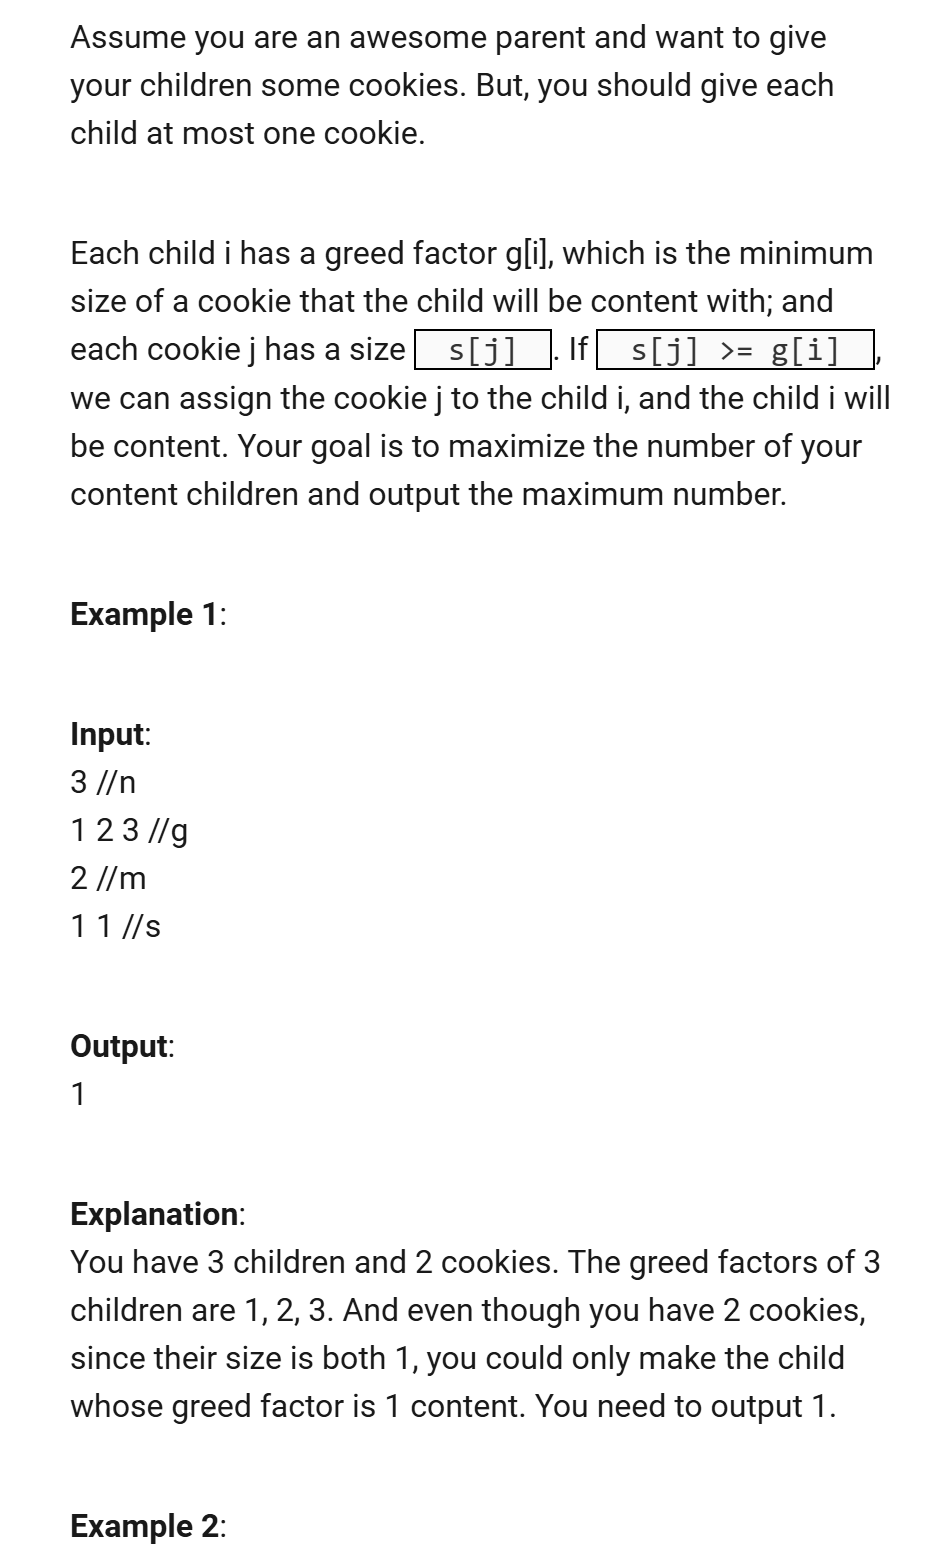 Assume you are an awesome parent and want to give
your children some cookies. But, you should give each
child at most one cookie.
Each child i has a greed factor g[i], which is the minimum
size of a cookie that the child will be content with; and
each cookie j has a size s[j] . If s[j] >= g[i] ,
we can assign the cookie j to the child i, and the child i will
be content. Your goal is to maximize the number of your
content children and output the maximum number.
Example 1:
Input:
3 //n
1 2 3 //g
2 //m
1 1 //s
Output:
1
Explanation:
You have 3 children and 2 cookies. The greed factors of 3
children are 1, 2, 3. And even though you have 2 cookies,
since their size is both 1, you could only make the child
whose greed factor is 1 content. You need to output 1.
Example 2: